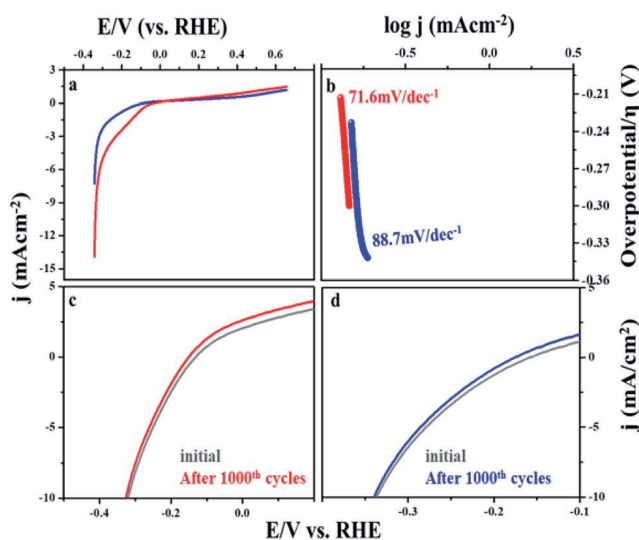 E/V (vs. RHE)
log j (mAcm-2)
-0.4 -0.2 0.0 0.2 0.4 0.6
-0.5 0.0 0.5
a
3
0
-3
-6
-9
-12
-15
b
71.6mV/dec-1
88.7mV/dec-1
-0.21
-0.24
-0.27
-0.30
-0.33
-0.36
Overpotential/η (V)
j (mAcm-2)
c
5
0
-5
-10
initial
After 1000th cycles
-0.4 -0.2 0.0
d
5
0
-5
-10
initial
After 1000th cycles
-0.3 -0.2 -0.1
j (mA/cm2)
E/V vs. RHE